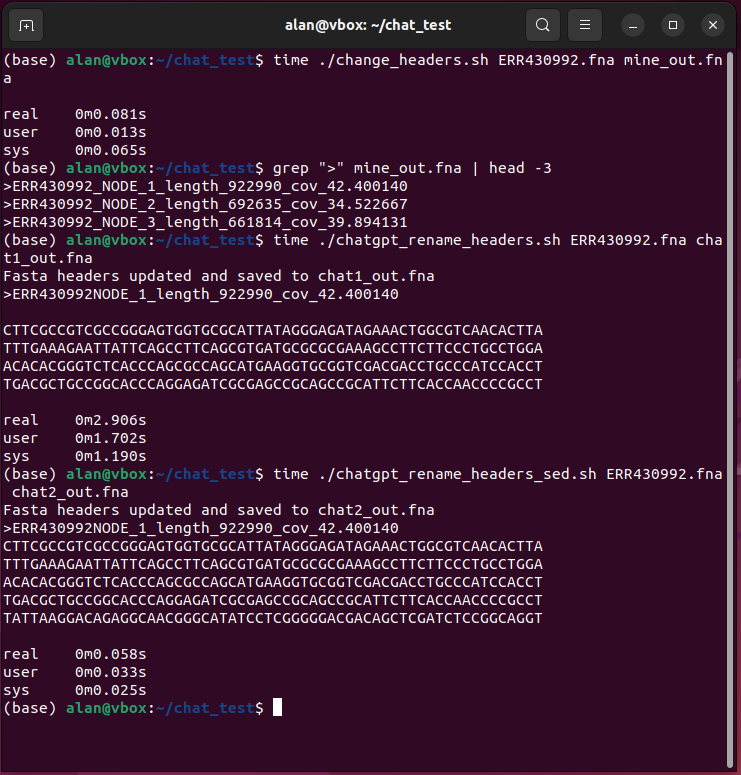 alan@vbox: ~/chat_test
(base) alan@vbox:~/chat_test$ time ./change_headers.sh ERR430992.fna mine_out.fn
a
real    0m0.081s
user    0m0.013s
sys     0m0.065s
(base) alan@vbox:~/chat_test$ grep ">" mine_out.fna | head -3
>ERR430992_NODE_1_length_922990_cov_42.400140
>ERR430992_NODE_2_length_692635_cov_34.522667
>ERR430992_NODE_3_length_661814_cov_39.894131
(base) alan@vbox:~/chat_test$ time ./chatgpt_rename_headers.sh ERR430992.fna cha
t1_out.fna
Fasta headers updated and saved to chat1_out.fna
>ERR430992NODE_1_length_922990_cov_42.400140
CTTCGCCGTCGCCGGGAGTGGTGCGCATTATAGGGAGATAGAAACTGGCGTCAACACTTA
TTTGAAAGAATTATTCAGCCTTCAGCGTGATGCGCGCGAAAGCCTTCTTCCCTGCCTGGA
ACACACGGGTCTCACCCAGCGCCAGCATGAAGGTGCGGTCGACGACCTGCCCATCCACCT
TGACGCTGCCGGCACCCAGGAGATCGCGAGCCGCAGCCGCATTCTTCACCAACCCCGCCT
real    0m2.906s
user    0m1.702s
sys     0m1.190s
(base) alan@vbox:~/chat_test$ time ./chatgpt_rename_headers_sed.sh ERR430992.fna
 chat2_out.fna
Fasta headers updated and saved to chat2_out.fna
>ERR430992NODE_1_length_922990_cov_42.400140
CTTCGCCGTCGCCGGGAGTGGTGCGCATTATAGGGAGATAGAAACTGGCGTCAACACTTA
TTTGAAAGAATTATTCAGCCTTCAGCGTGATGCGCGCGAAAGCCTTCTTCCCTGCCTGGA
ACACACGGGTCTCACCCAGCGCCAGCATGAAGGTGCGGTCGACGACCTGCCCATCCACCT
TGACGCTGCCGGCACCCAGGAGATCGCGAGCCGCAGCCGCATTCTTCACCAACCCCGCCT
TATTAAGGACAGAGGCAACGGGCATATCCTCGGGGGACGACAGCTCGATCTCCGGCAGGT
real    0m0.058s
user    0m0.033s
sys     0m0.025s
(base) alan@vbox:~/chat_test$